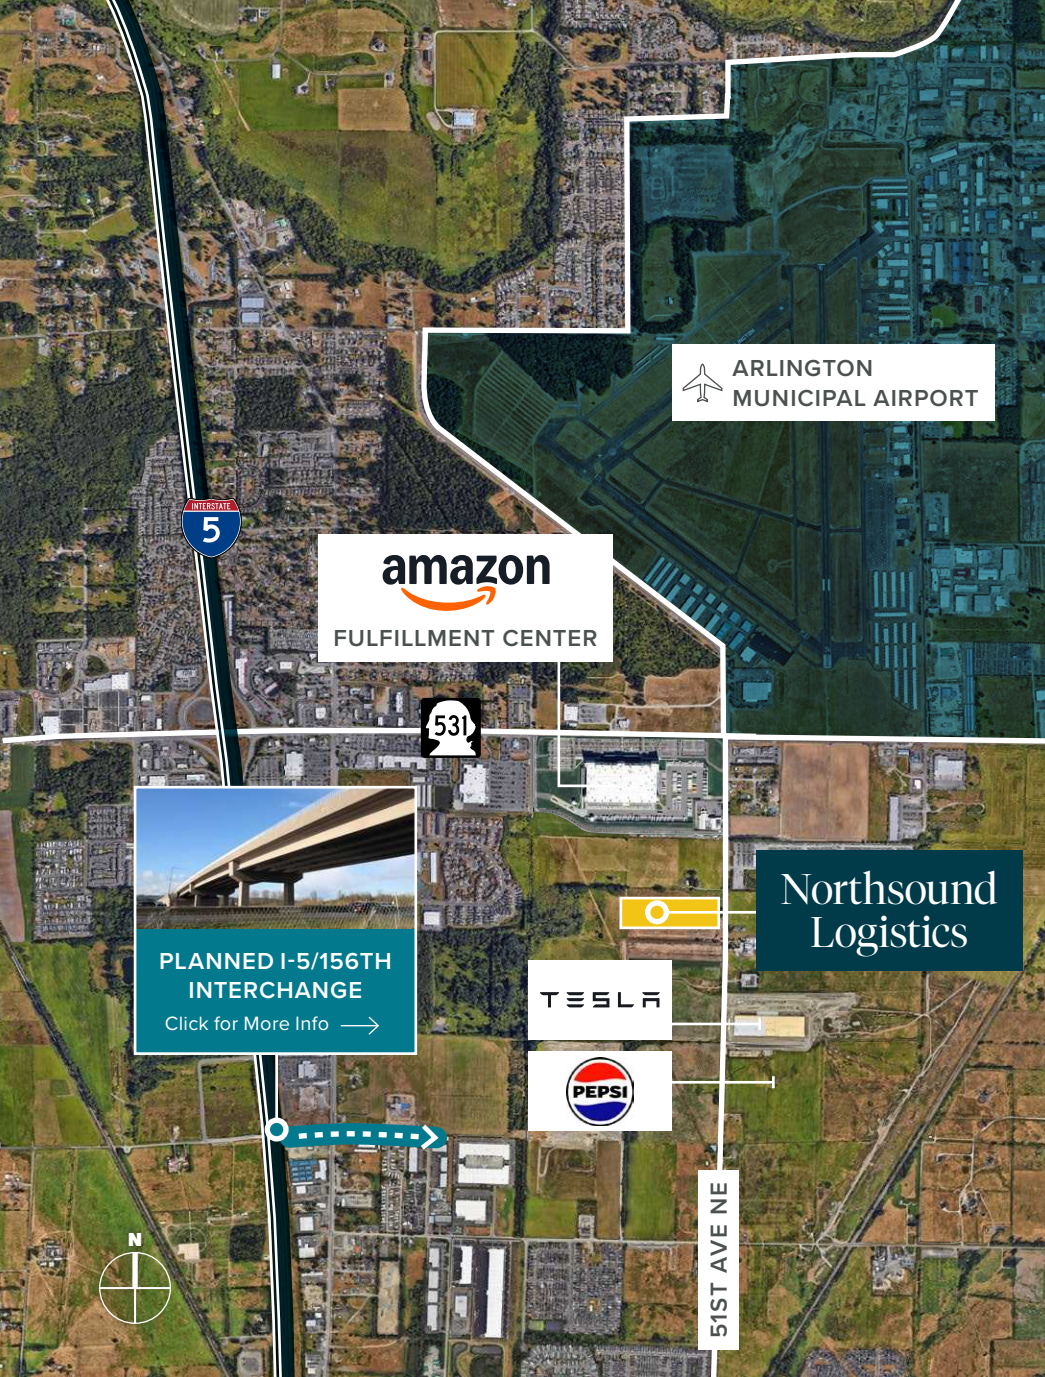 ARLINGTON
MUNICIPAL AIRPORT
INTERSTATE
5
amazon
FULFILLMENT CENTER
531
Northsound
Logistics
PLANNED I-5/156TH
INTERCHANGE
Click for More Info
TESLA
PEPSI
51ST AVE NE
N